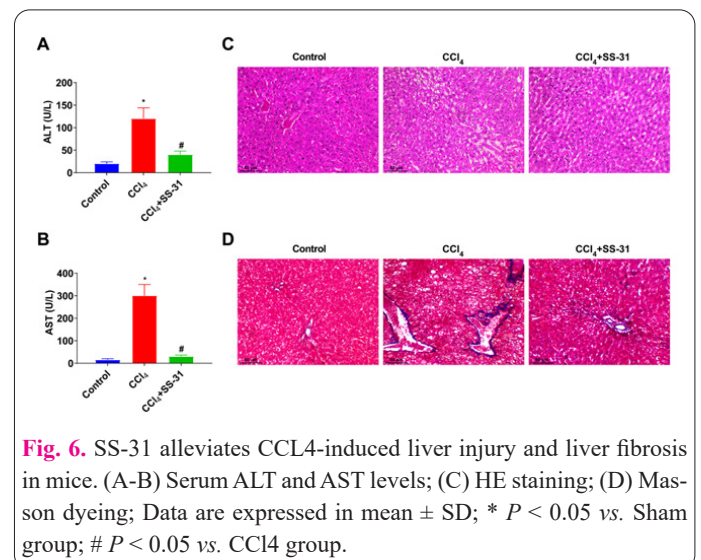 A
ALT (U/L)
200
150
100
50
0
*
#
Control
CCl₄
CCl₄+SS-31
C
Control
CCl₄
CCl₄+SS-31
B
AST (U/L)
400
300
200
100
0
*
#
Control
CCl₄
CCl₄+SS-31
D
Control
CCl₄
CCl₄+SS-31
Fig. 6. SS-31 alleviates CCL4-induced liver injury and liver fibrosis
in mice. (A-B) Serum ALT and AST levels; (C) HE staining; (D) Mas-
son dyeing; Data are expressed in mean ± SD; * P < 0.05 vs. Sham
group; # P < 0.05 vs. CCl4 group.